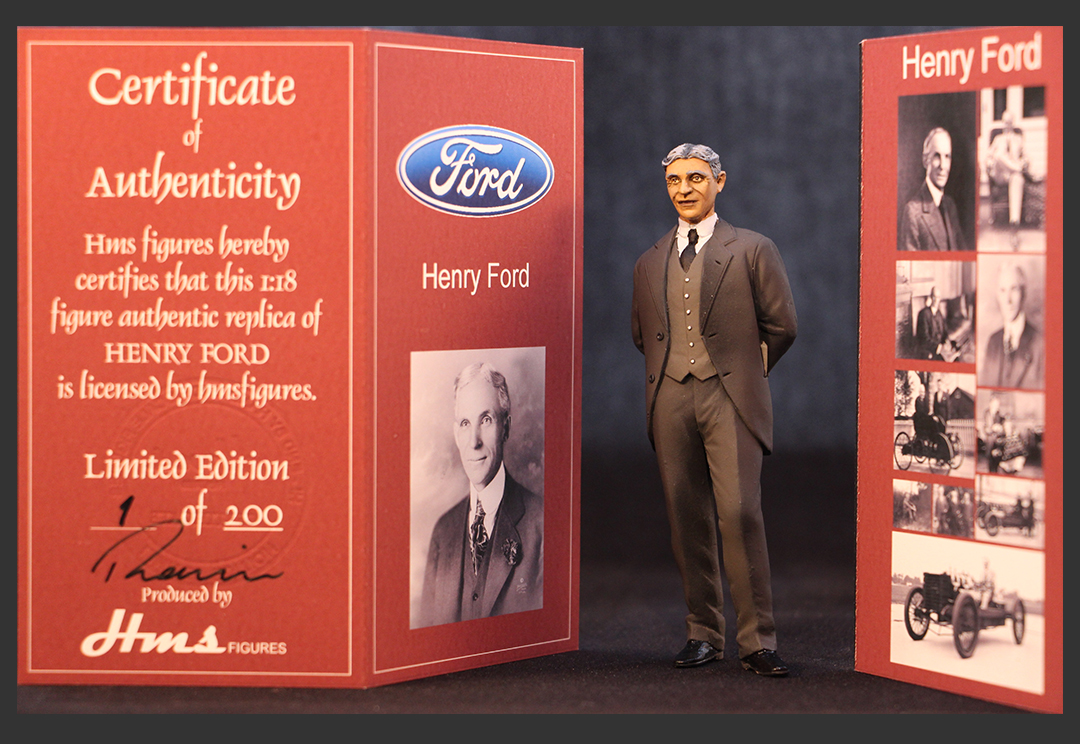 Certificate
of
Authenticity
Hms figures hereby
certifies that this 1:18
figure authentic replica of
HENRY FORD
is licensed by hmsfigures.
Limited Edition
1 of 200
Produced by
Hms FIGURES
Ford
Henry Ford
Henry Ford